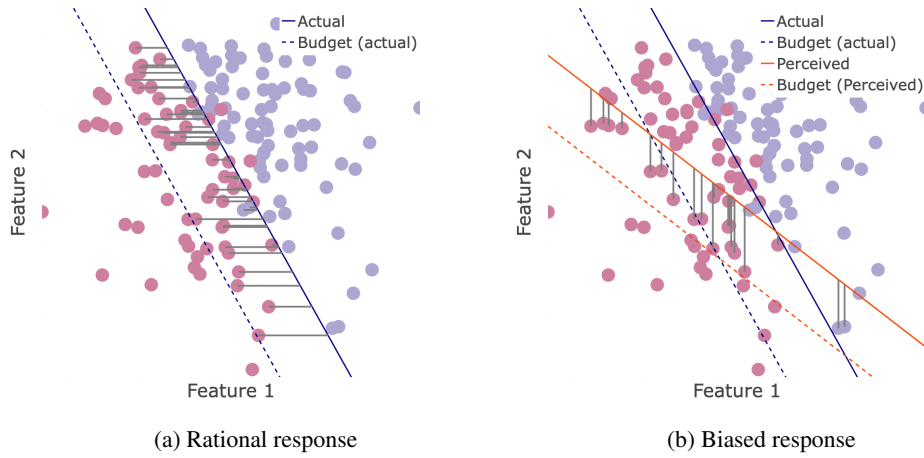 Actual
Budget (actual)
Feature 2
Feature 1
(a) Rational response
Actual
Budget (actual)
Perceived
Budget (Perceived)
Feature 2
Feature 1
(b) Biased response